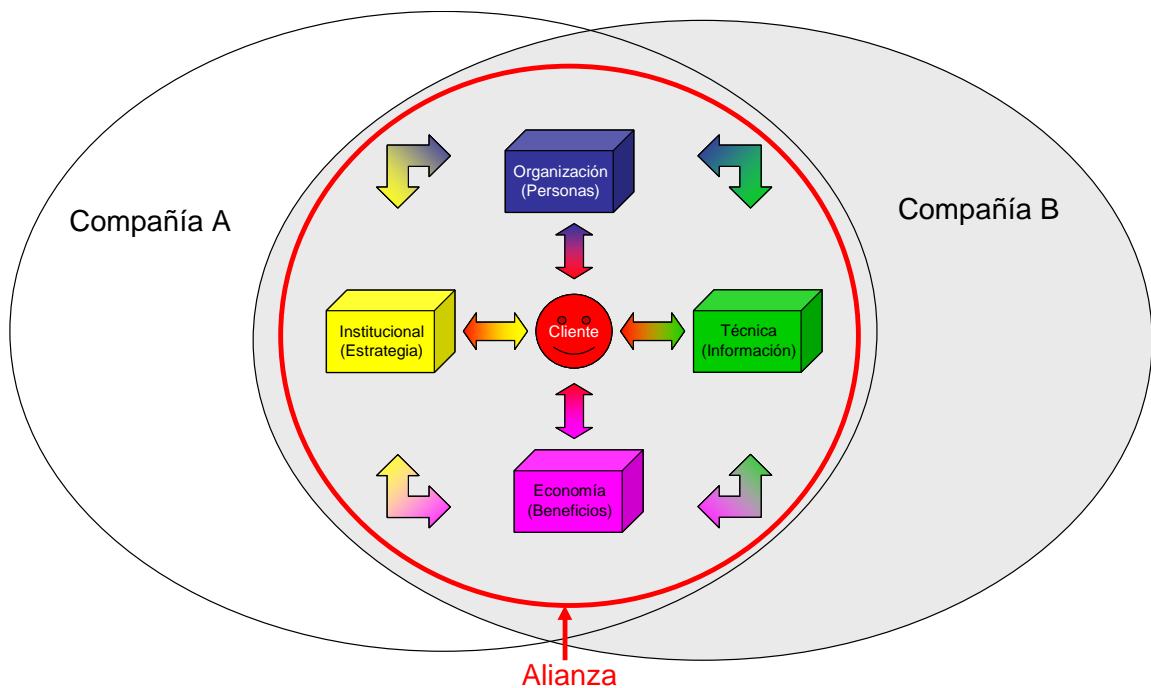 Organización
(Personas)
Compañía A
Compañía B
Institucional
(Estrategia)
Cliente
Técnica
(Información)
Economía
(Beneficios)
Alianza